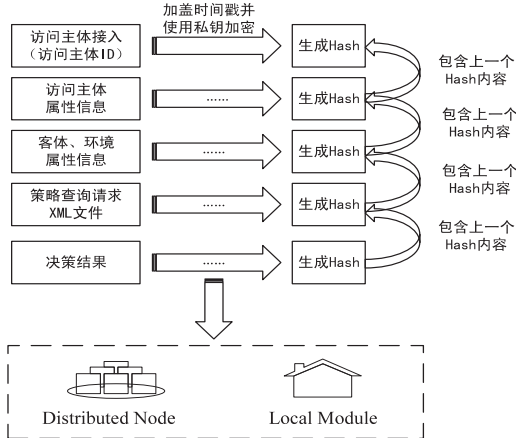 加盖时间戳并
使用私钥加密
访问主体接入
（访问主体ID）
生成Hash
包含上一个
Hash内容
访问主体
属性信息
……
生成Hash
包含上一个
Hash内容
客体、环境
属性信息
……
生成Hash
包含上一个
Hash内容
策略查询请求
XML文件
……
生成Hash
包含上一个
Hash内容
决策结果
……
生成Hash
Distributed Node
Local Module